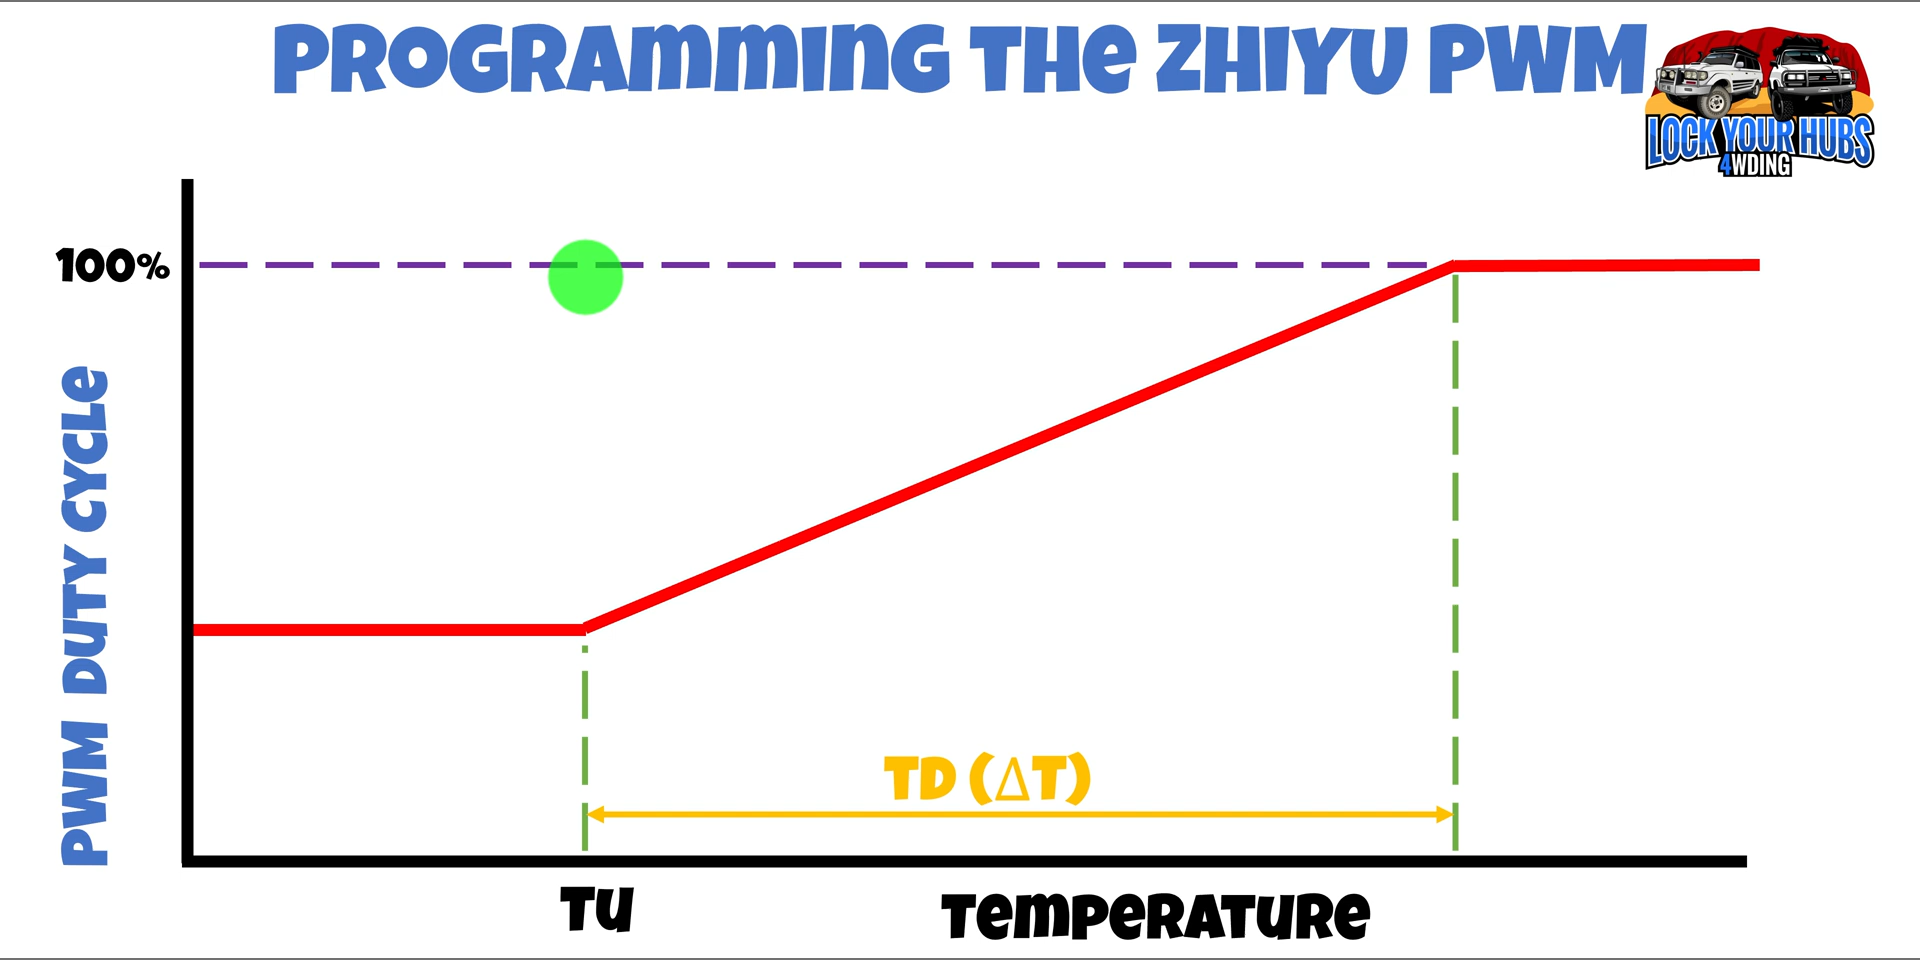 PROGRAMMING THE ZHIYU PWM
LOCK YOUR HUBS
4WDING
100%
PWM DUTY CYCLE
TD (ΔT)
TU
TEMPERATURE